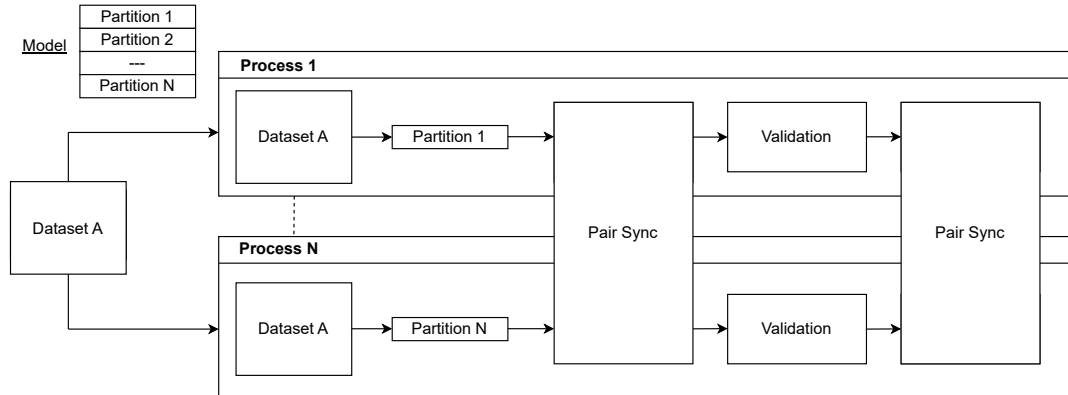 Model
Partition 1
Partition 2
---
Partition N
Process 1
Dataset A
Partition 1
Validation
Dataset A
Pair Sync
Pair Sync
Process N
Dataset A
Partition N
Validation